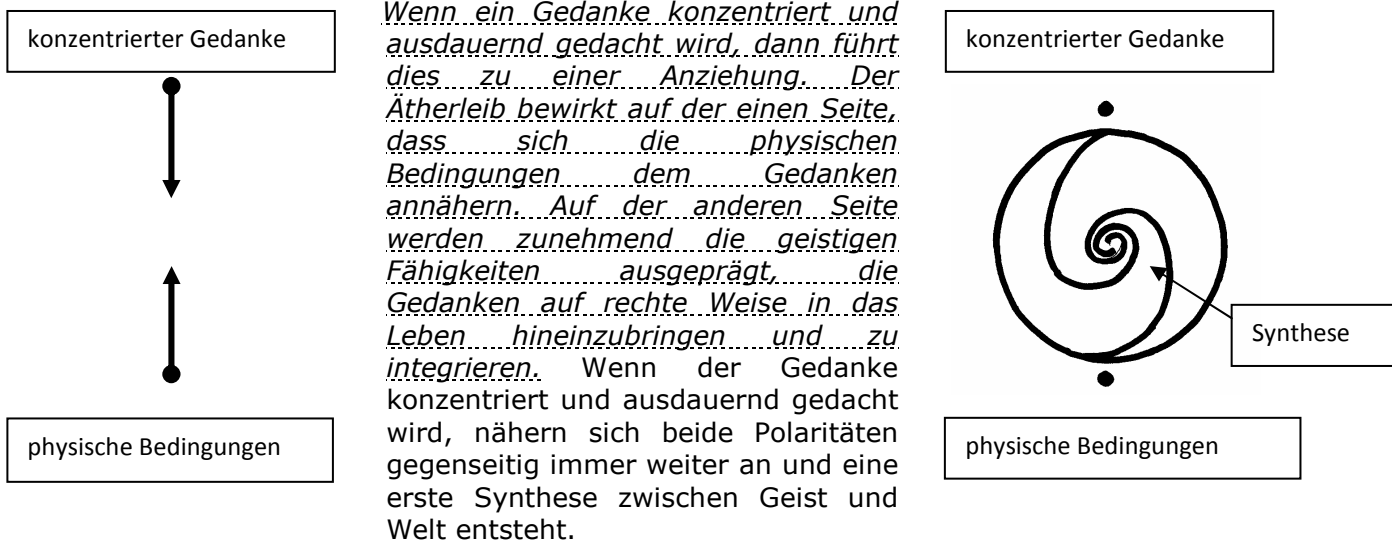 konzentrierter Gedanke
physische Bedingungen
Wenn ein Gedanke konzentriert und
ausdauernd gedacht wird, dann führt
dies zu einer Anziehung. Der
Ätherleib bewirkt auf der einen Seite,
dass sich die physischen
Bedingungen dem Gedanken
annähern. Auf der anderen Seite
werden zunehmend die geistigen
Fähigkeiten ausgeprägt, die
Gedanken auf rechte Weise in das
Leben hineinzubringen und zu
integrieren. Wenn der Gedanke
konzentriert und ausdauernd gedacht
wird, nähern sich beide Polaritäten
gegenseitig immer weiter an und eine
erste Synthese zwischen Geist und
Welt entsteht.
konzentrierter Gedanke
Synthese
physische Bedingungen